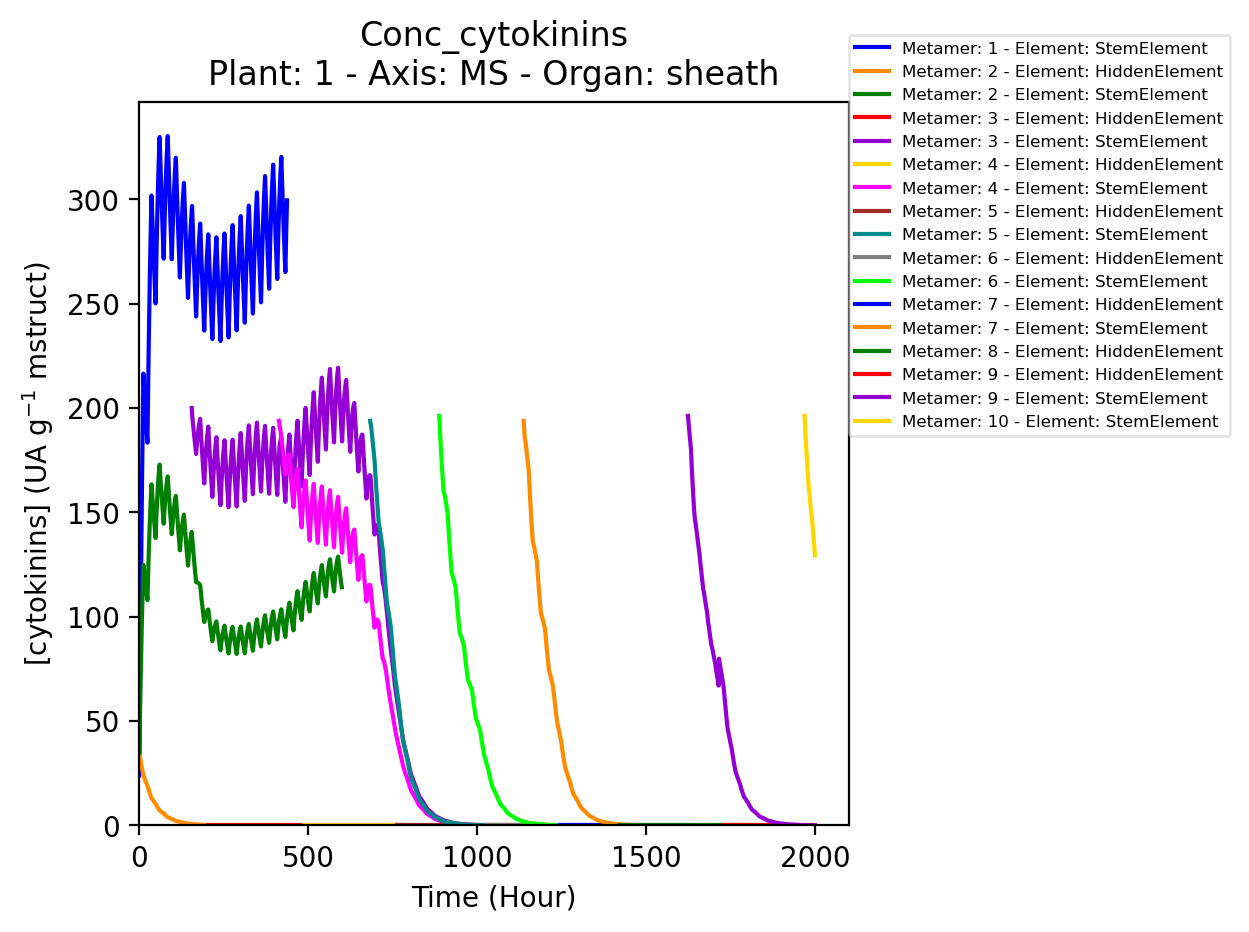 Conc_cytokinins
Plant: 1 - Axis: MS - Organ: sheath
Metamer: 1 - Element: StemElement
Metamer: 2 - Element: HiddenElement
Metamer: 2 - Element: StemElement
Metamer: 3 - Element: HiddenElement
Metamer: 3 - Element: StemElement
Metamer: 4 - Element: HiddenElement
Metamer: 4 - Element: StemElement
Metamer: 5 - Element: HiddenElement
Metamer: 5 - Element: StemElement
Metamer: 6 - Element: HiddenElement
Metamer: 6 - Element: StemElement
Metamer: 7 - Element: HiddenElement
Metamer: 7 - Element: StemElement
Metamer: 8 - Element: HiddenElement
Metamer: 9 - Element: HiddenElement
Metamer: 9 - Element: StemElement
Metamer: 10 - Element: StemElement
[cytokinins] (UA g⁻¹ mstruct)
300
250
200
150
100
50
0
0 500 1000 1500 2000
Time (Hour)